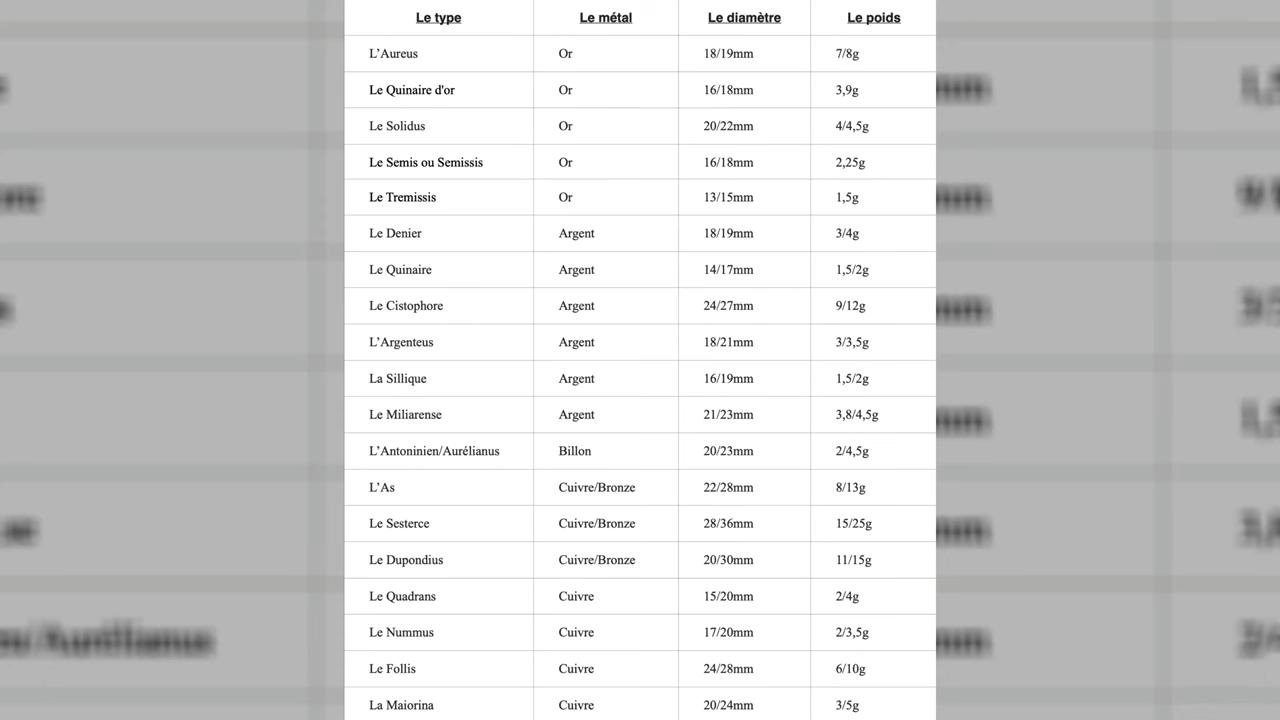 Le type Le métal Le diamètre Le poids
L’Aureus Or 18/19mm 7/8g
Le Quinaire d'or Or 16/18mm 3,9g
Le Solidus Or 20/22mm 4/4,5g
Le Semis ou Semissis Or 16/18mm 2,25g
Le Tremissis Or 13/15mm 1,5g
Le Denier Argent 18/19mm 3/4g
Le Quinaire Argent 14/17mm 1,5/2g
Le Cistophore Argent 24/27mm 9/12g
L’Argenteus Argent 18/21mm 3/3,5g
La Sillique Argent 16/19mm 1,5/2g
Le Miliarense Argent 21/23mm 3,8/4,5g
L’Antoninien/Aurélianus Billon 20/23mm 2/4,5g
L’As Cuivre/Bronze 22/28mm 8/13g
Le Sesterce Cuivre/Bronze 28/36mm 15/25g
Le Dupondius Cuivre/Bronze 20/30mm 11/15g
Le Quadrans Cuivre 15/20mm 2/4g
Le Nummus Cuivre 17/20mm 2/3,5g
Le Follis Cuivre 24/28mm 6/10g
La Maiorina Cuivre 20/24mm 3/5g